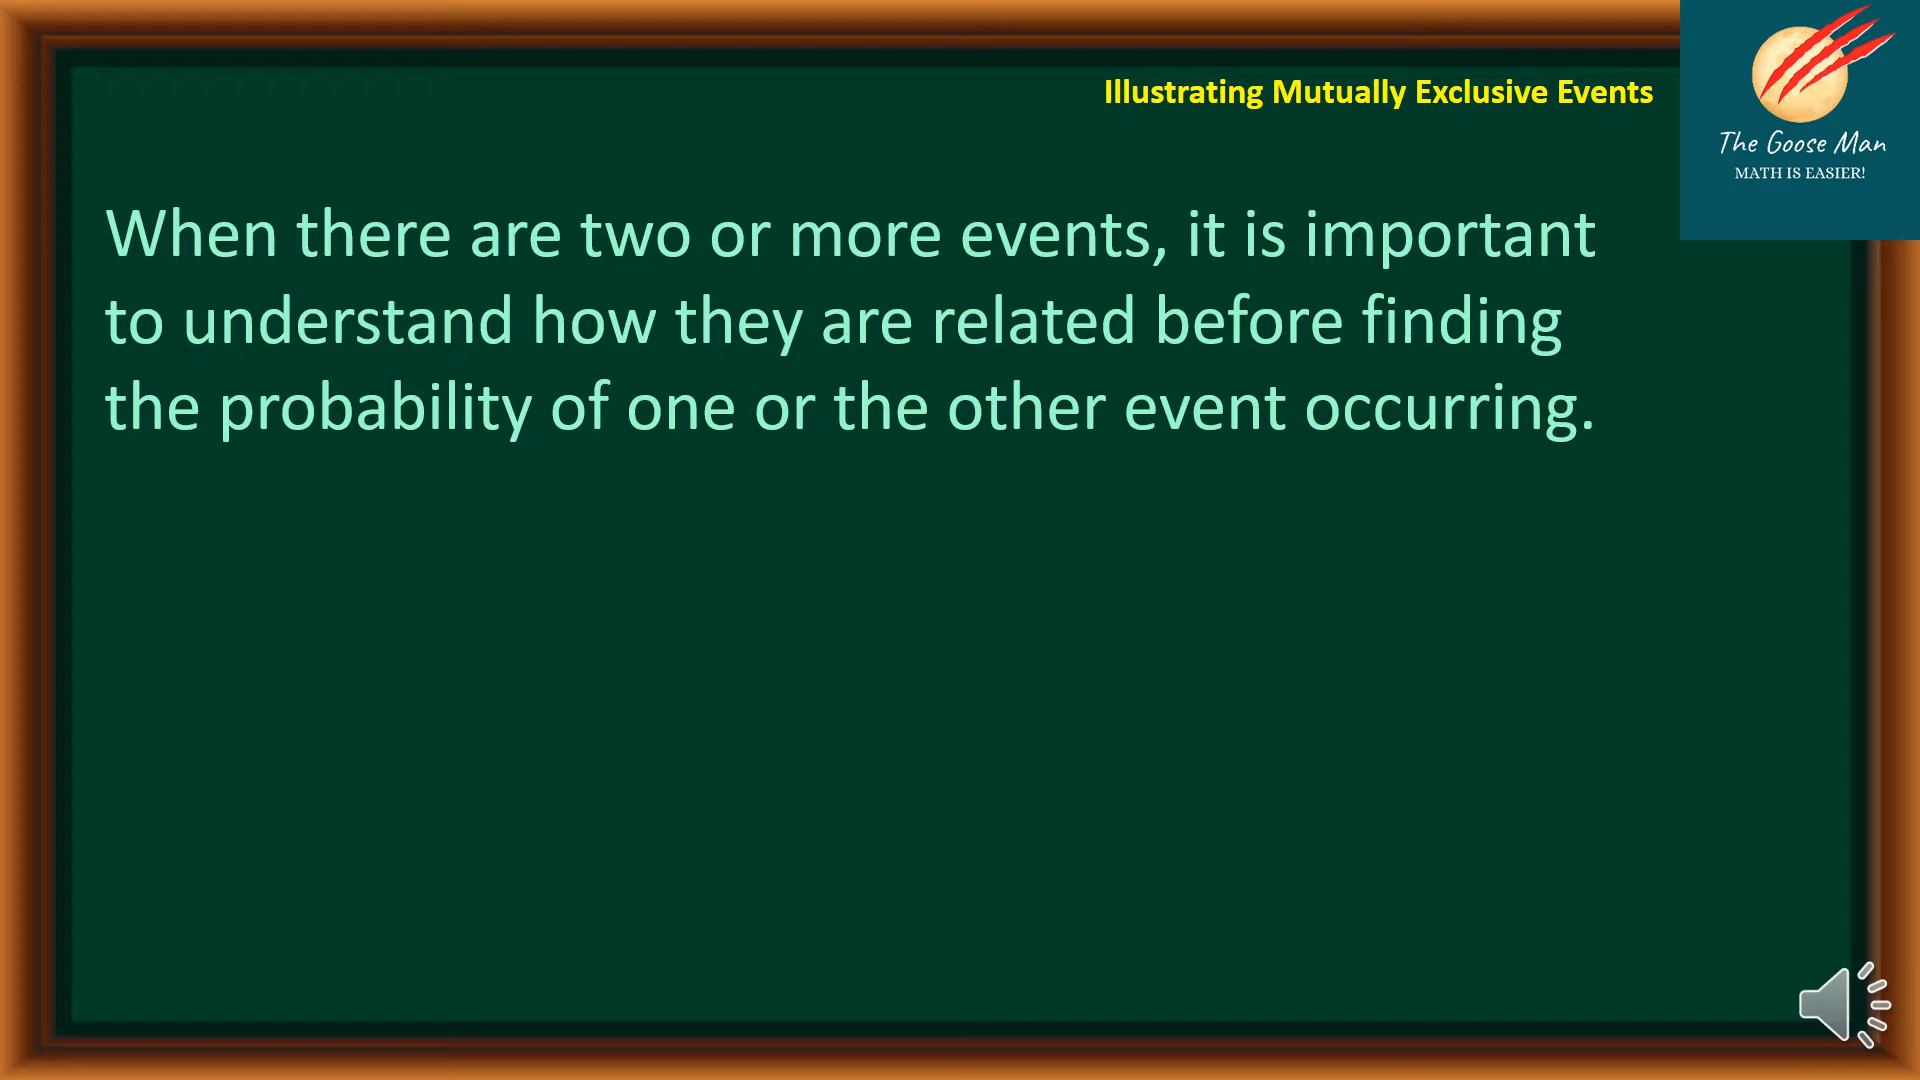 Illustrating Mutually Exclusive Events
The Goose Man
MATH IS EASIER!
When there are two or more events, it is important
to understand how they are related before finding
the probability of one or the other event occurring.